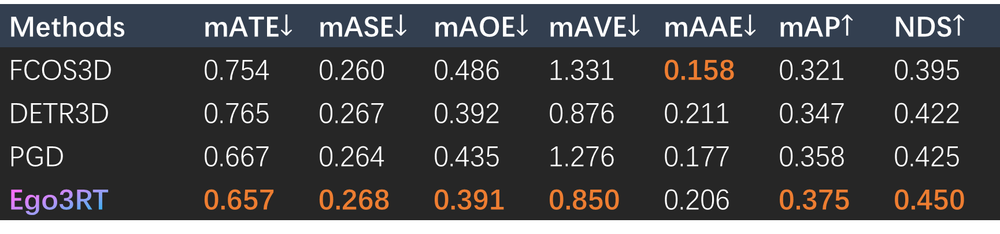 Methods mATE↓ mASE↓ mAOE↓ mAVE↓ mAAE↓ mAP↑ NDS↑
FCOS3D 0.754 0.260 0.486 1.331 0.158 0.321 0.395
DETR3D 0.765 0.267 0.392 0.876 0.211 0.347 0.422
PGD 0.667 0.264 0.435 1.276 0.177 0.358 0.425
Ego3RT 0.657 0.268 0.391 0.850 0.206 0.375 0.450